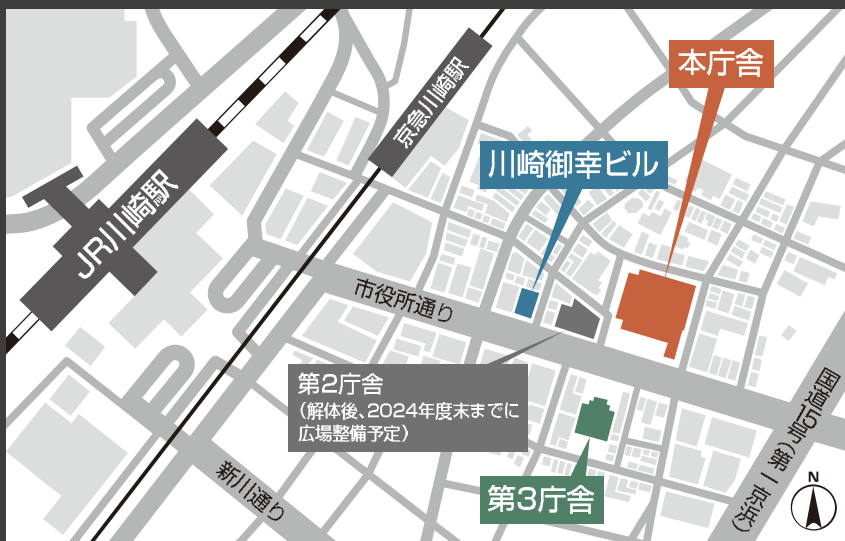 本庁舎
京急川崎駅
川崎御幸ビル
JR川崎駅
市役所通り
第2庁舎
(解体後、2024年度末までに
広場整備予定)
国道15号(第一京浜)
第3庁舎
新川通り
N